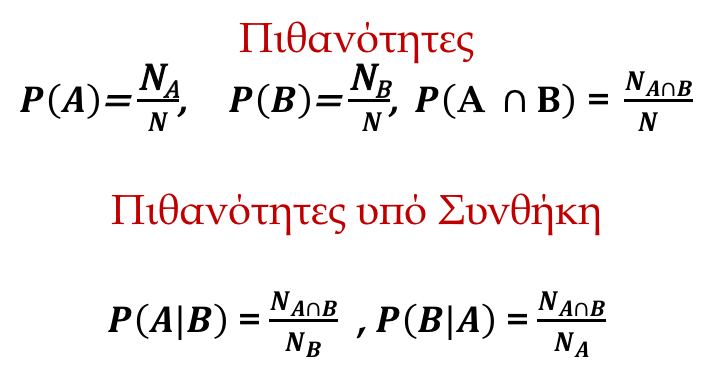 Πιθανότητες
P(A)=N_A/N, P(B)=N_B/N, P(A ∩ B) = N_{A∩B}/N
Πιθανότητες υπό Συνθήκη
P(A|B) = N_{A∩B}/N_B , P(B|A) = N_{A∩B}/N_A